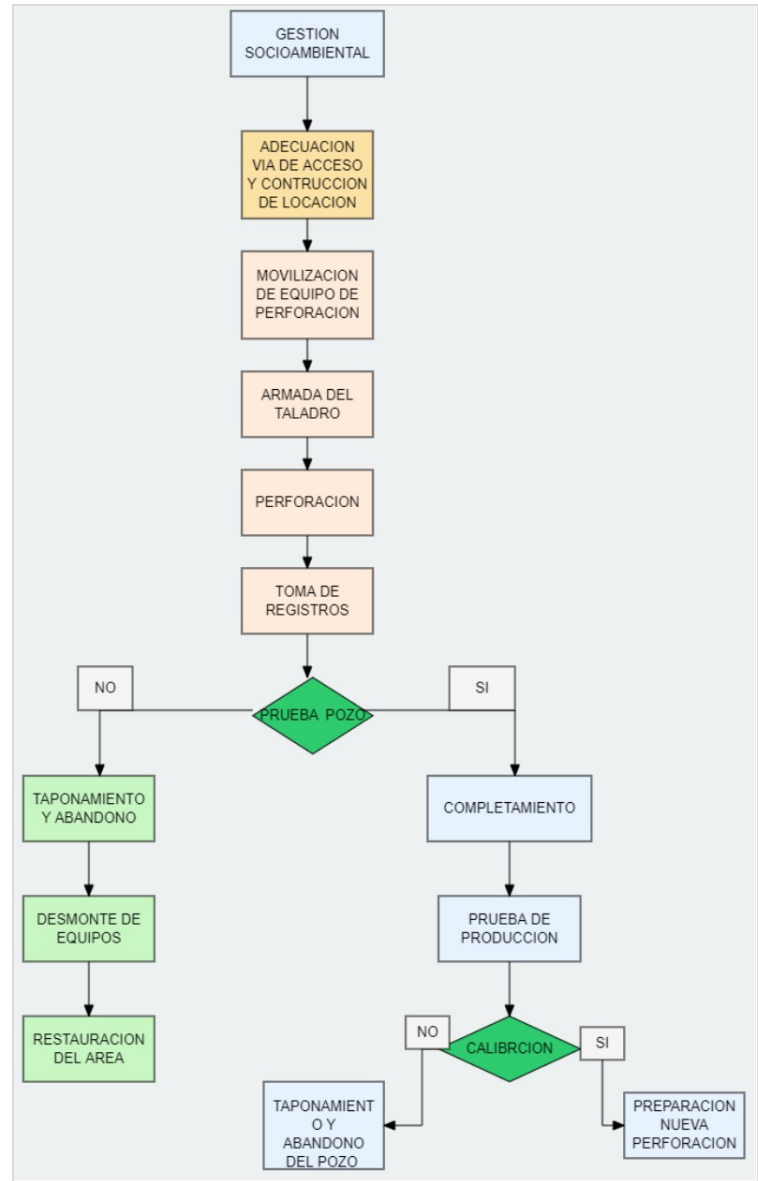 GESTION
SOCIOAMBIENTAL
ADECUACION
VIA DE ACCESO
Y CONTRUCCION
DE LOCACION
MOVILIZACION
DE EQUIPO DE
PERFORACION
ARMADA DEL
TALADRO
PERFORACION
TOMA DE
REGISTROS
NO
SI
PRUEBA POZO
TAPONAMIENTO
Y ABANDONO
COMPLETAMIENTO
DESMONTE DE
EQUIPOS
PRUEBA DE
PRODUCCION
RESTAURACION
DEL AREA
NO
CALIBRCION
SI
TAPONAMIENT
O Y
ABANDONO
DEL POZO
PREPARACION
NUEVA
PERFORACION